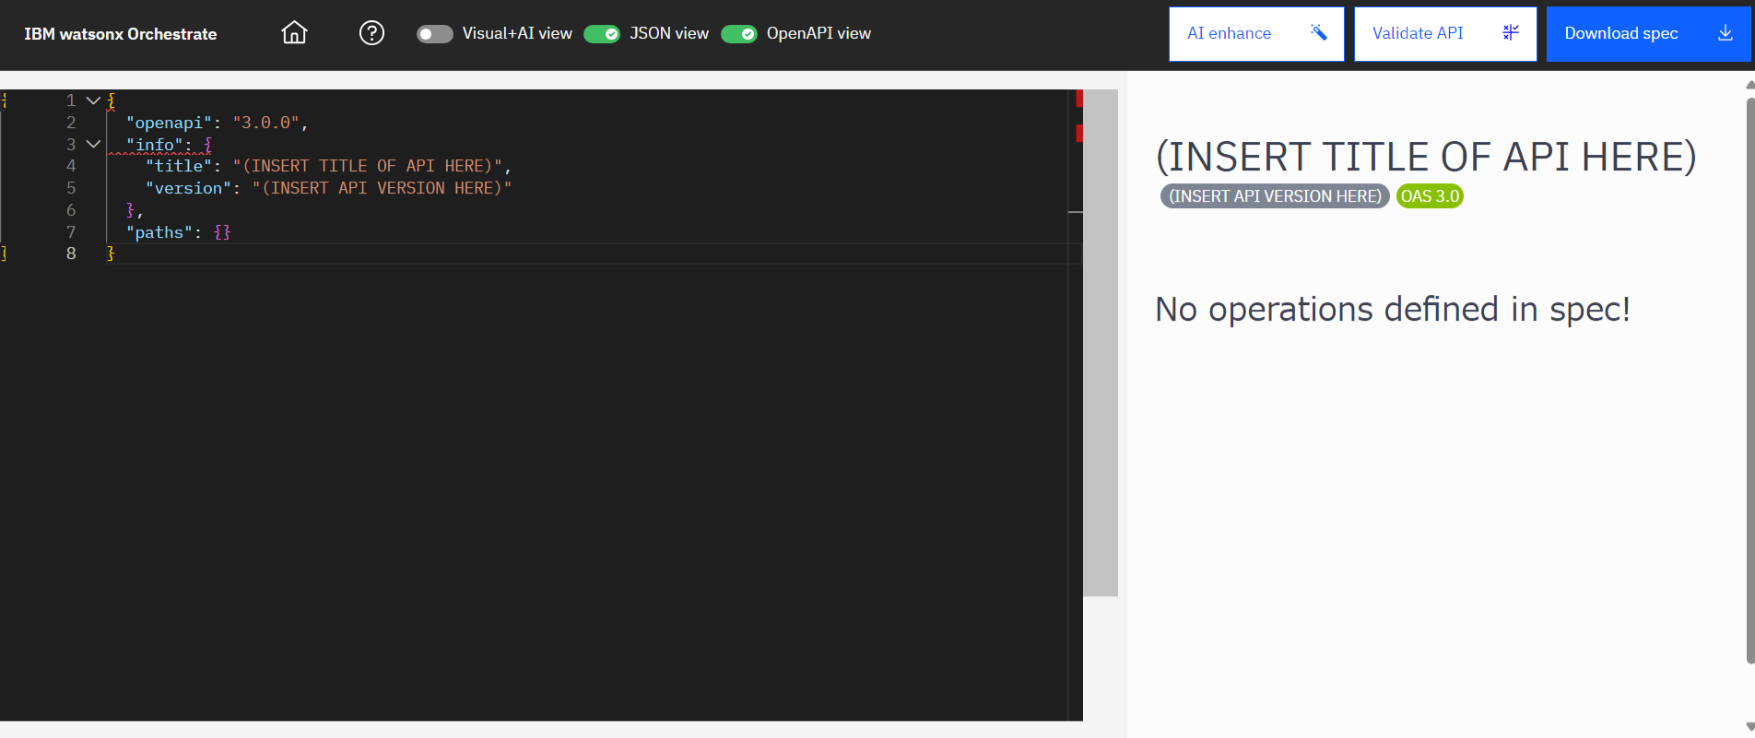 IBM watsonx Orchestrate Visual+AI view JSON view OpenAPI view AI enhance Validate API Download spec
1 {
2 "openapi": "3.0.0",
3 "info": {
4 "title": "(INSERT TITLE OF API HERE)",
5 "version": "(INSERT API VERSION HERE)"
6 },
7 "paths": {}
8 }
(INSERT TITLE OF API HERE)
(INSERT API VERSION HERE) OAS 3.0
No operations defined in spec!